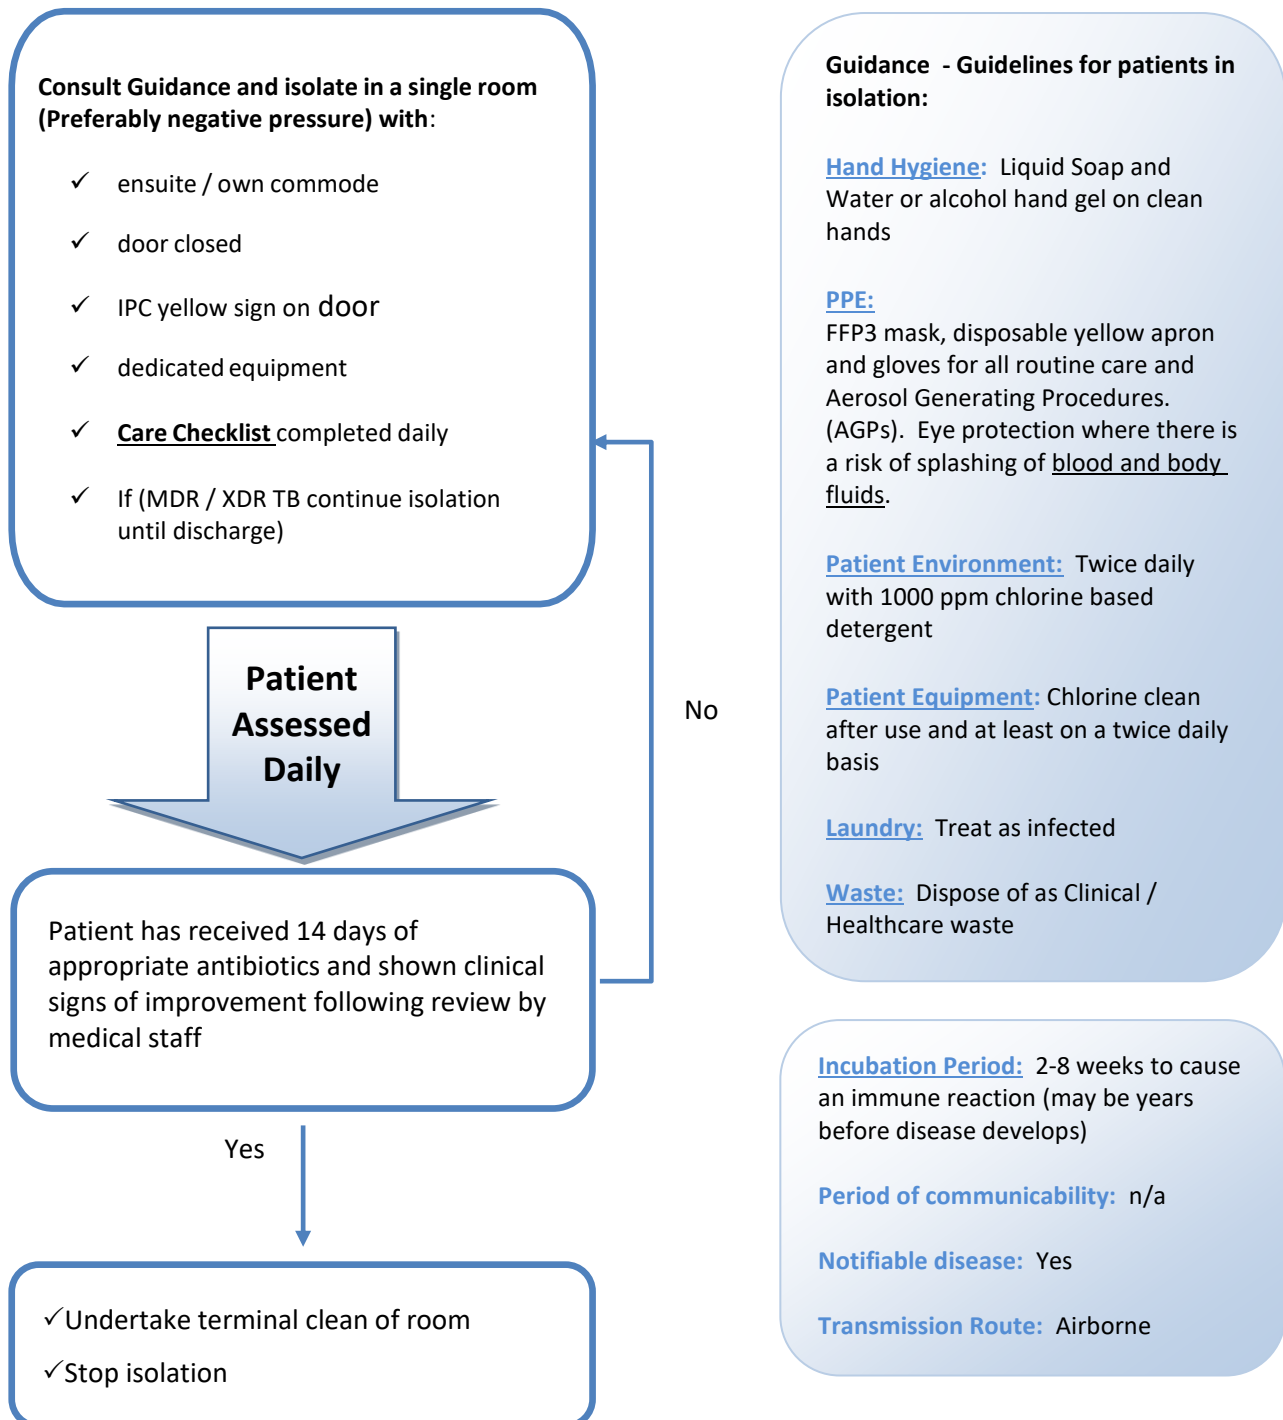 Consult Guidance and isolate in a single room
(Preferably negative pressure) with:
✓ ensuite / own commode
✓ door closed
✓ IPC yellow sign on door
✓ dedicated equipment
✓ Care Checklist completed daily
✓ If (MDR / XDR TB continue isolation
until discharge)
Patient
Assessed
Daily
No
Patient has received 14 days of
appropriate antibiotics and shown clinical
signs of improvement following review by
medical staff
Yes
✓Undertake terminal clean of room
✓Stop isolation
Guidance - Guidelines for patients in
isolation:
Hand Hygiene: Liquid Soap and
Water or alcohol hand gel on clean
hands
PPE:
FFP3 mask, disposable yellow apron
and gloves for all routine care and
Aerosol Generating Procedures.
(AGPs). Eye protection where there is
a risk of splashing of blood and body
fluids.
Patient Environment: Twice daily
with 1000 ppm chlorine based
detergent
Patient Equipment: Chlorine clean
after use and at least on a twice daily
basis
Laundry: Treat as infected
Waste: Dispose of as Clinical /
Healthcare waste
Incubation Period: 2-8 weeks to cause
an immune reaction (may be years
before disease develops)
Period of communicability: n/a
Notifiable disease: Yes
Transmission Route: Airborne